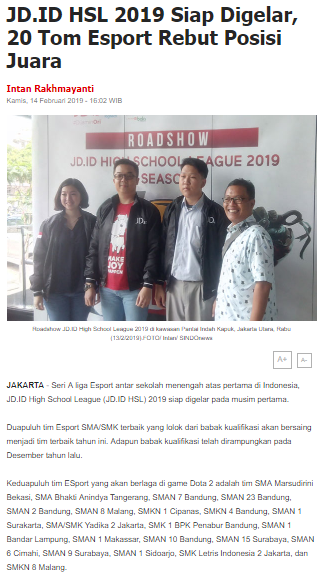 JD.ID HSL 2019 Siap Digelar,
20 Tom Esport Rebut Posisi
Juara
Intan Rakhmayanti
Kamis, 14 Februari 2019 - 16:02 WIB
ROADSHOW
JD.ID HIGH SCHOOL LEAGUE 2019
SEASON
Roadshow JD.ID High School League 2019 di kawasan Pantai Indah Kapuk, Jakarta Utara, Rabu
(13/2/2019).FOTO/ Intan/ SINDOnews
A+
A-
JAKARTA - Seri A liga Esport antar sekolah menengah atas pertama di Indonesia,
JD.ID High School League (JD.ID HSL) 2019 siap digelar pada musim pertama.
Duapuluh tim Esport SMA/SMK terbaik yang lolok dari babak kualifikasi akan bersaing
menjadi tim terbaik tahun ini. Adapun babak kualifikasi telah dirampungkan pada
Desember tahun lalu.
Keduapuluh tim ESport yang akan berlaga di game Dota 2 adalah tim SMA Marsudirini
Bekasi, SMA Bhakti Anindya Tangerang, SMAN 7 Bandung, SMAN 23 Bandung,
SMAN 2 Bandung, SMAN 8 Malang, SMKN 1 Cipanas, SMKN 4 Bandung, SMAN 1
Surakarta, SMA/SMK Yadika 2 Jakarta, SMK 1 BPK Penabur Bandung, SMAN 1
Bandar Lampung, SMAN 1 Makassar, SMAN 10 Bandung, SMAN 15 Surabaya, SMAN
6 Cimahi, SMAN 9 Surabaya, SMAN 1 Sidoarjo, SMK Letris Indonesia 2 Jakarta, dan
SMKN 8 Malang.